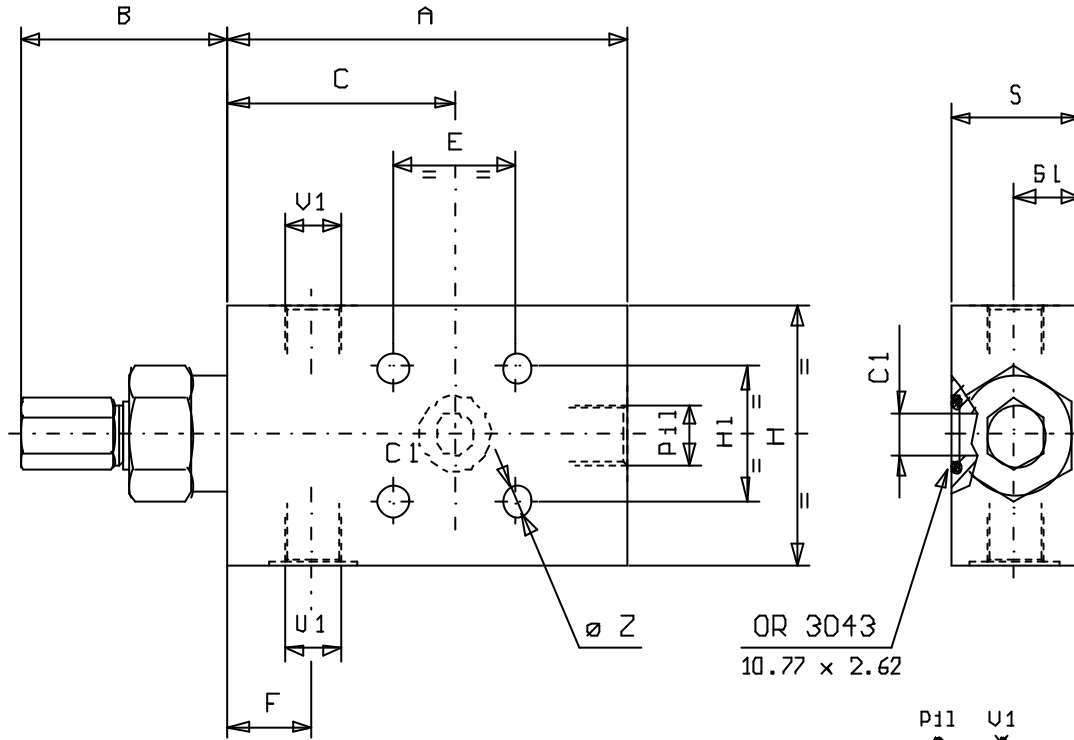 B
A
C
S
E
= =
S1
V1
C1
Pil
H1
H
=
=
=
=
C1
V1
ø Z
OR 3043
10.77 x 2.62
F
Pil V1